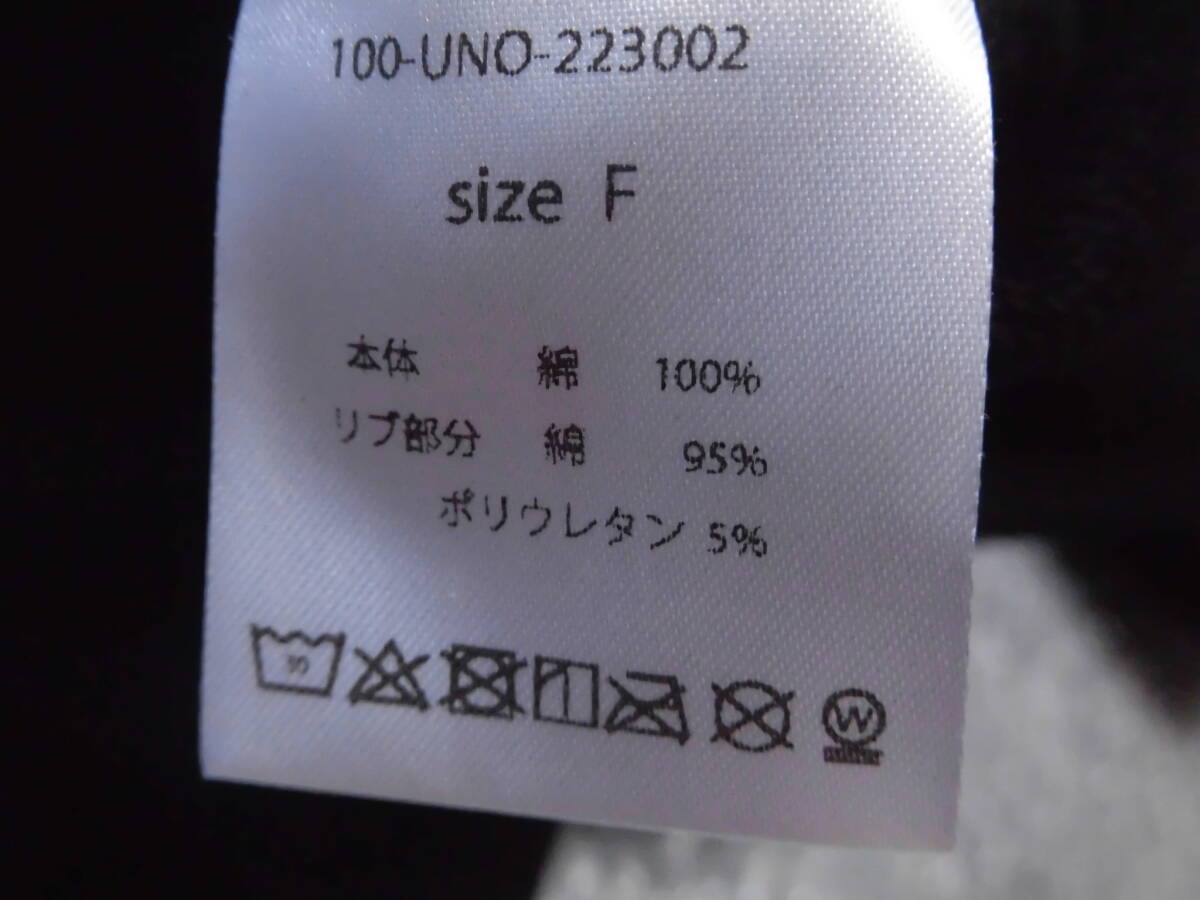 100-UNO-223002
size F
本体 綿 100%
リブ部分 綿 95%
ポリウレタン 5%
W